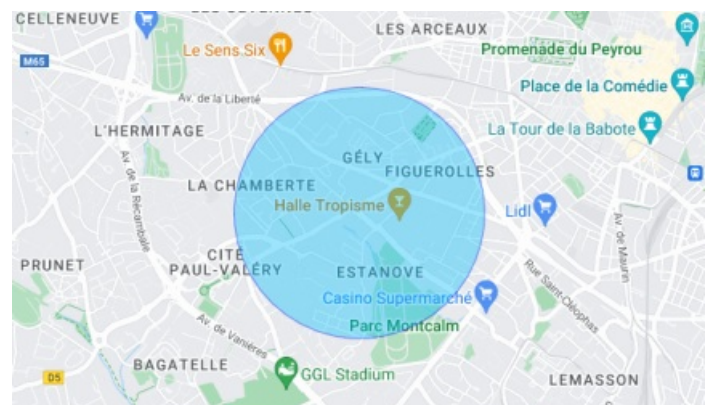 CELLENEUVE
LES ARCEAUX
Le Sens Six
Promenade du Peyrou
M65
Place de la Comédie
Av. de la Liberté
L'HERMITAGE
La Tour de la Babote
GÉLY
FIGUEROLLES
LA CHAMBERTE
Halle Tropisme
Lidl
Av. de la Recambale
Av. de Maurin
CITÉ
PAUL-VALÉRY
PRUNET
ESTANOVE
Rue Saint-Cléophas
Casino Supermarché
Parc Montcalm
Av. de Vanières
BAGATELLE
GGL Stadium
D5
LEMASSON